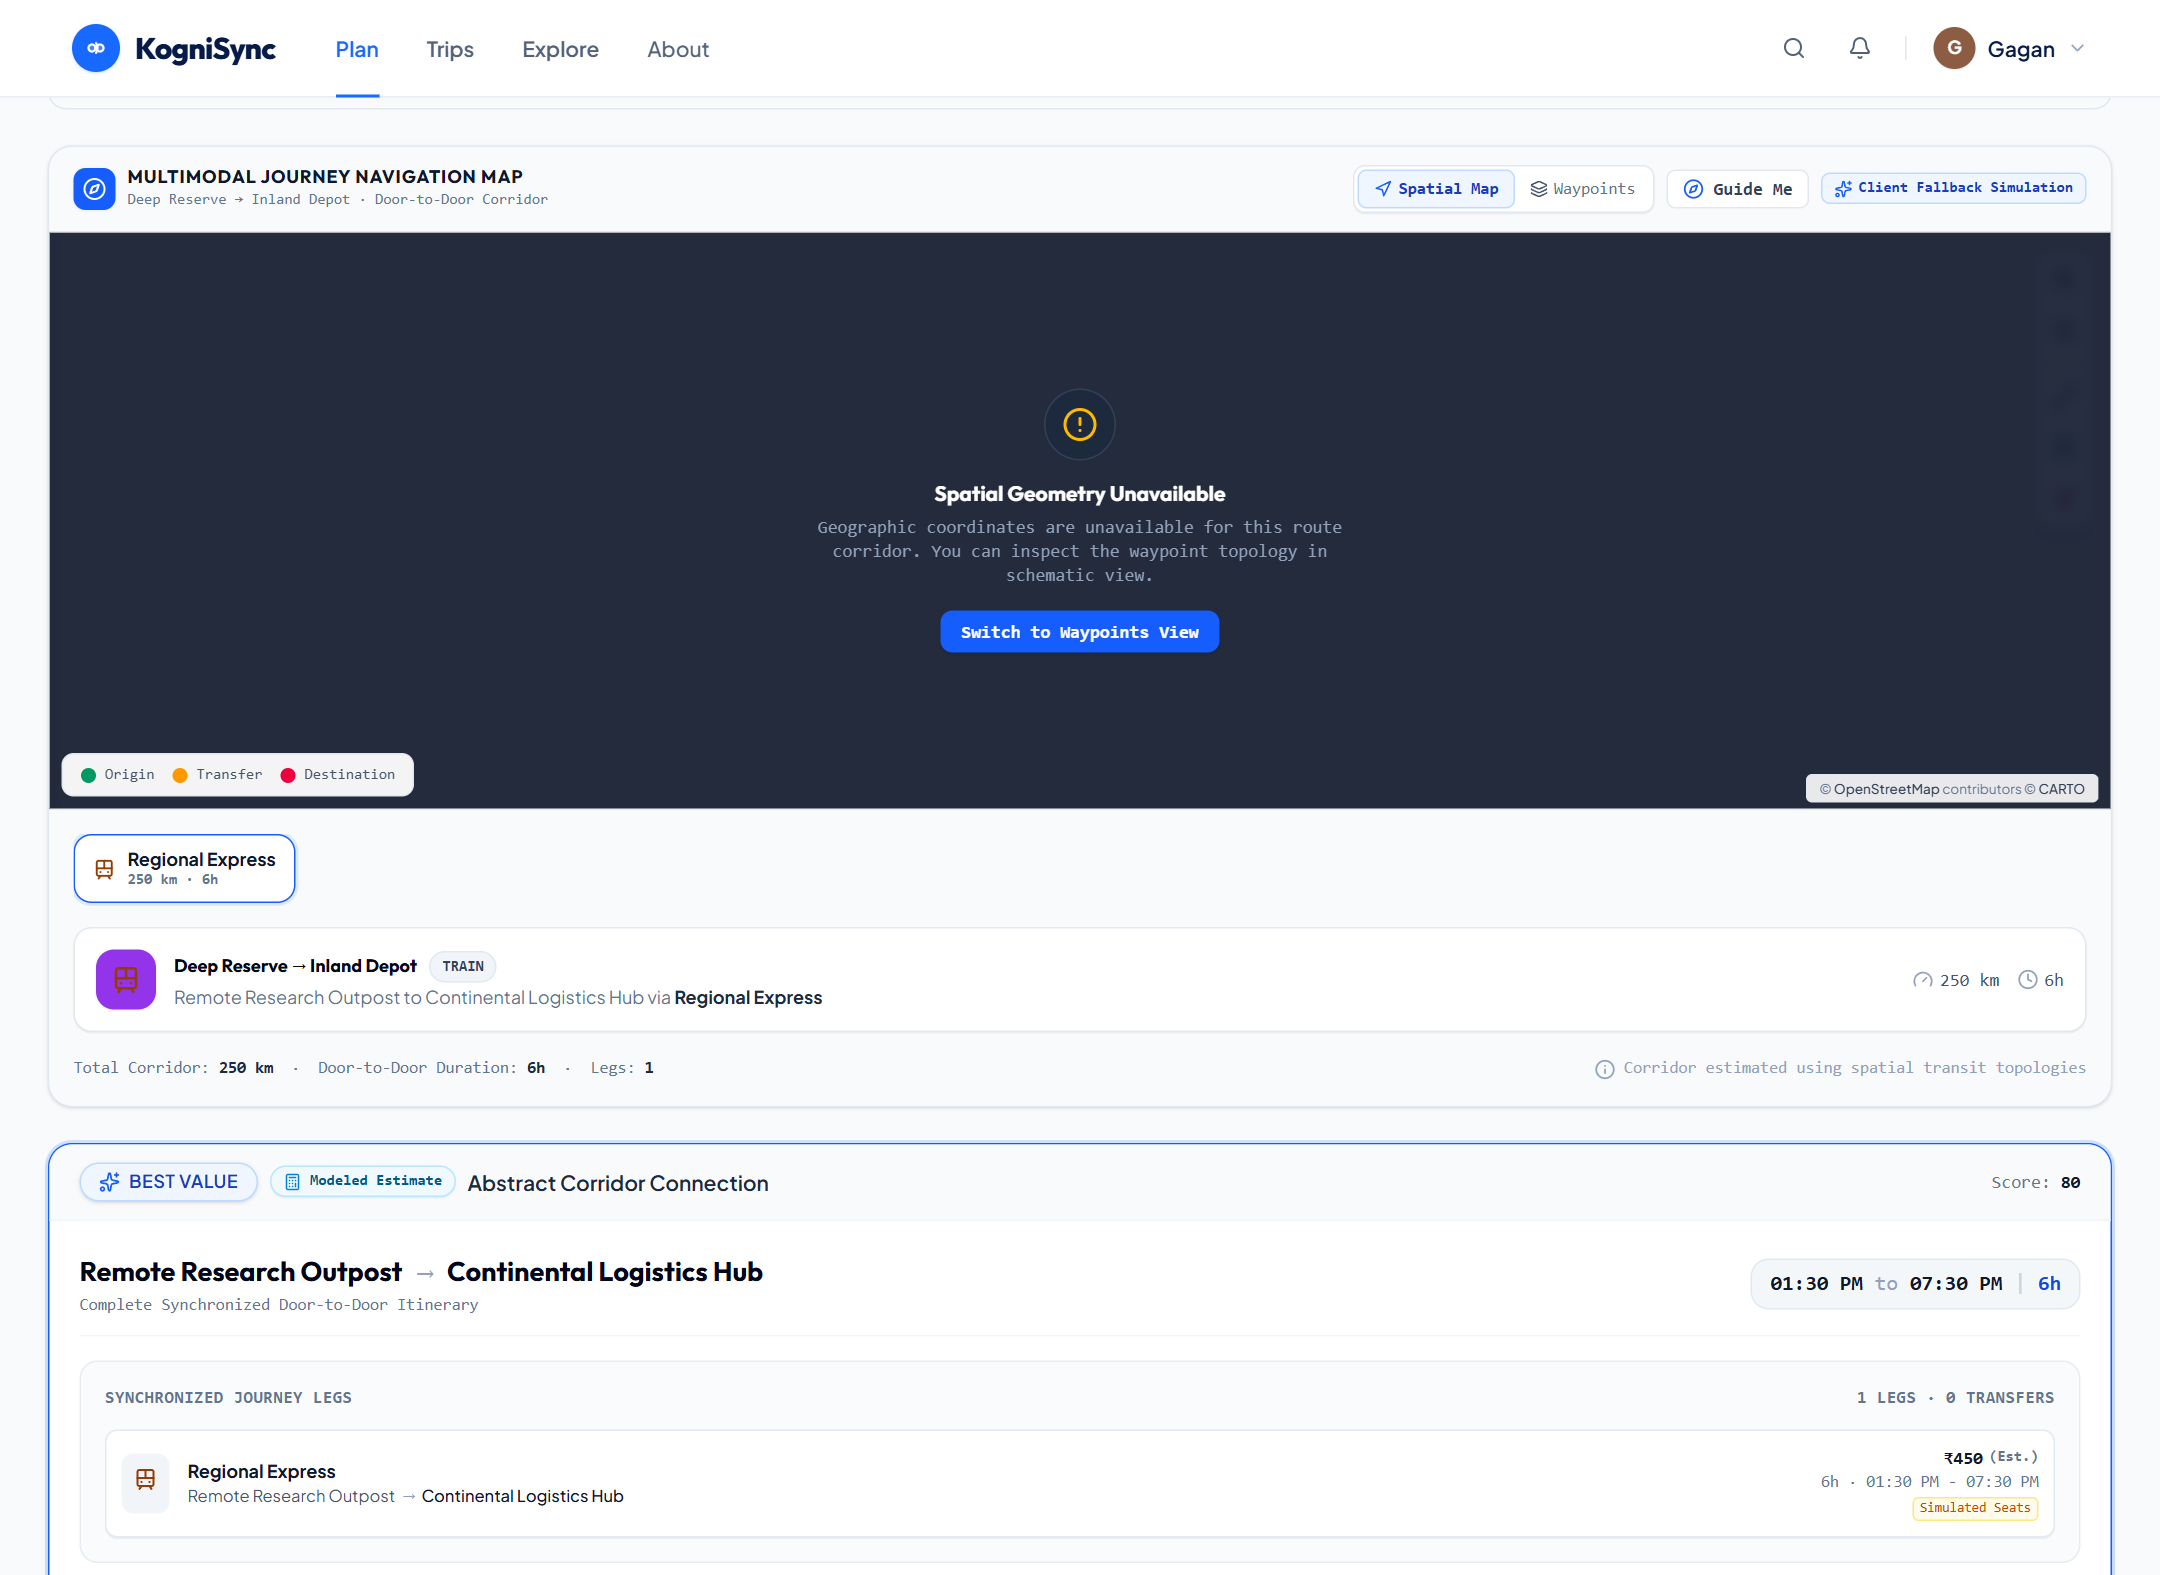 KogniSync
Plan
Trips
Explore
About
G
Gagan
MULTIMODAL JOURNEY NAVIGATION MAP
Deep Reserve → Inland Depot · Door-to-Door Corridor
Spatial Map
Waypoints
Guide Me
Client Fallback Simulation
Spatial Geometry Unavailable
Geographic coordinates are unavailable for this route
corridor. You can inspect the waypoint topology in
schematic view.
Switch to Waypoints View
Origin
Transfer
Destination
© OpenStreetMap contributors © CARTO
Regional Express
250 km · 6h
Deep Reserve → Inland Depot
TRAIN
Remote Research Outpost to Continental Logistics Hub via Regional Express
250 km
6h
Total Corridor: 250 km · Door-to-Door Duration: 6h · Legs: 1
Corridor estimated using spatial transit topologies
BEST VALUE
Modeled Estimate
Abstract Corridor Connection
Score: 80
Remote Research Outpost → Continental Logistics Hub
Complete Synchronized Door-to-Door Itinerary
01:30 PM to 07:30 PM | 6h
SYNCHRONIZED JOURNEY LEGS
1 LEGS · 0 TRANSFERS
Regional Express
Remote Research Outpost → Continental Logistics Hub
₹450 (Est.)
6h · 01:30 PM - 07:30 PM
Simulated Seats